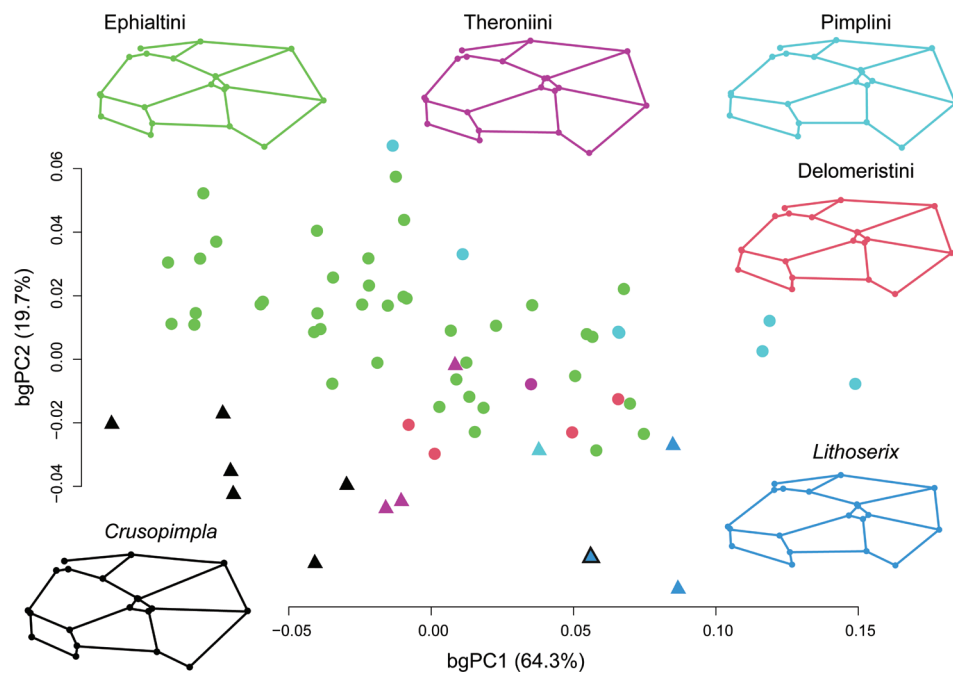 Ephialtini
Theroniini
Pimplini
Delomeristini
Lithoserix
Crusopimpla
bgPC2 (19.7%)
0.06
0.04
0.02
0.00
−0.02
−0.04
−0.05
0.00
0.05
0.10
0.15
bgPC1 (64.3%)